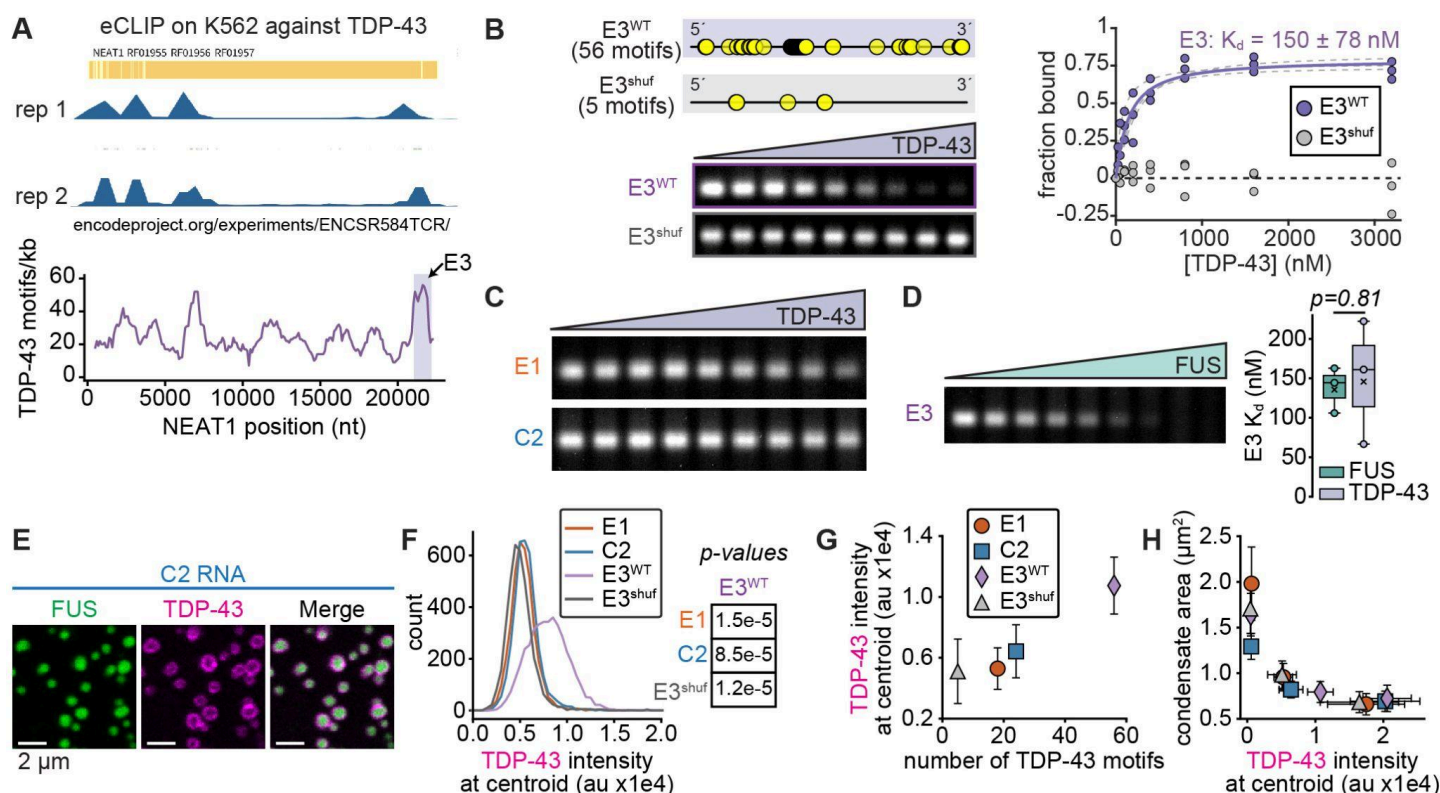 A
eCLIP on K562 against TDP-43
NEAT1 RF01955 RF01956 RF01957
rep 1
rep 2
encodeproject.org/experiments/ENCSR584TCR/
TDP-43 motifs/kb
60
40
20
0
E3
0 5000 10000 15000 20000
NEAT1 position (nt)
B
E3WT
(56 motifs)
5´ 3´
E3shuf
(5 motifs)
5´ 3´
TDP-43
E3WT
E3shuf
E3: Kd = 150 ± 78 nM
fraction bound
0.75
0.5
0.25
0
-0.25
E3WT
E3shuf
0 1000 2000 3000
[TDP-43] (nM)
C
TDP-43
E1
C2
D
FUS
E3
p=0.81
E3 Kd (nM)
200
150
100
50
0
FUS
TDP-43
E
C2 RNA
FUS TDP-43 Merge
2 µm
F
count
600
400
200
0
E1
C2
E3WT
E3shuf
0.0 0.5 1.0 1.5 2.0
TDP-43 intensity
at centroid (au x1e4)
p-values
E3WT
E1 1.5e-5
C2 8.5e-5
E3shuf 1.2e-5
G
TDP-43 intensity
at centroid (au x1e4)
1.4
1.0
0.6
0.2
E1
C2
E3WT
E3shuf
0 20 40 60
number of TDP-43 motifs
H
condensate area (µm²)
2.5
2.0
1.5
1.0
0.5
0 1 2
TDP-43 intensity
at centroid (au x1e4)